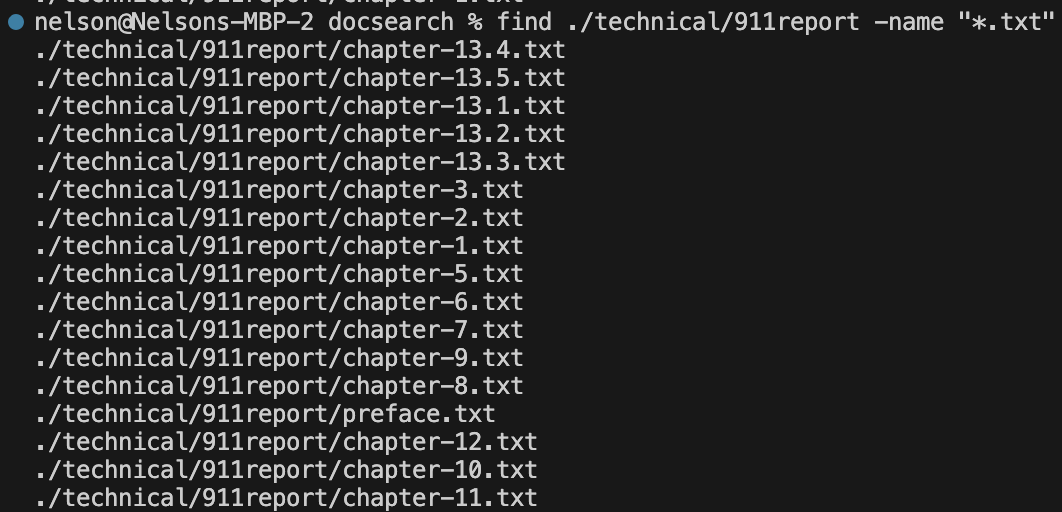 nelson@Nelsons-MBP-2 docsearch % find ./technical/911report -name "*.txt"
./technical/911report/chapter-13.4.txt
./technical/911report/chapter-13.5.txt
./technical/911report/chapter-13.1.txt
./technical/911report/chapter-13.2.txt
./technical/911report/chapter-13.3.txt
./technical/911report/chapter-3.txt
./technical/911report/chapter-2.txt
./technical/911report/chapter-1.txt
./technical/911report/chapter-5.txt
./technical/911report/chapter-6.txt
./technical/911report/chapter-7.txt
./technical/911report/chapter-9.txt
./technical/911report/chapter-8.txt
./technical/911report/preface.txt
./technical/911report/chapter-12.txt
./technical/911report/chapter-10.txt
./technical/911report/chapter-11.txt